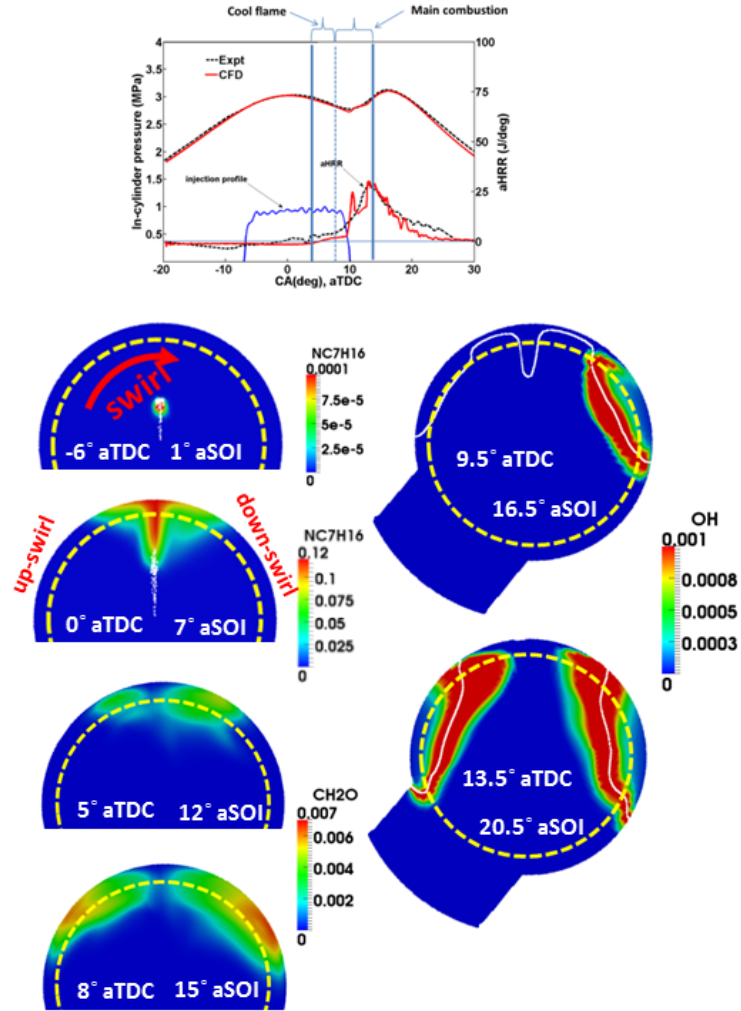 Cool flame
Main combustion
4
3.5
3
2.5
2
1.5
1
0.5
In-cylinder pressure (MPa)
Expt
CFD
injection profile
aHRR
100
75
50
25
0
aHRR (J/deg)
-20
-10
0
10
20
30
CA(deg), aTDC
swirl
-6° aTDC 1° aSOI
NC7H16
0.0001
7.5e-5
5e-5
2.5e-5
0
up-swirl
down-swirl
0° aTDC 7° aSOI
NC7H16
0.12
0.1
0.075
0.05
0.025
0
5° aTDC 12° aSOI
CH2O
0.007
0.006
0.004
0.002
0
8° aTDC 15° aSOI
9.5° aTDC
16.5° aSOI
OH
0.001
0.0008
0.0005
0.0003
0
13.5° aTDC
20.5° aSOI